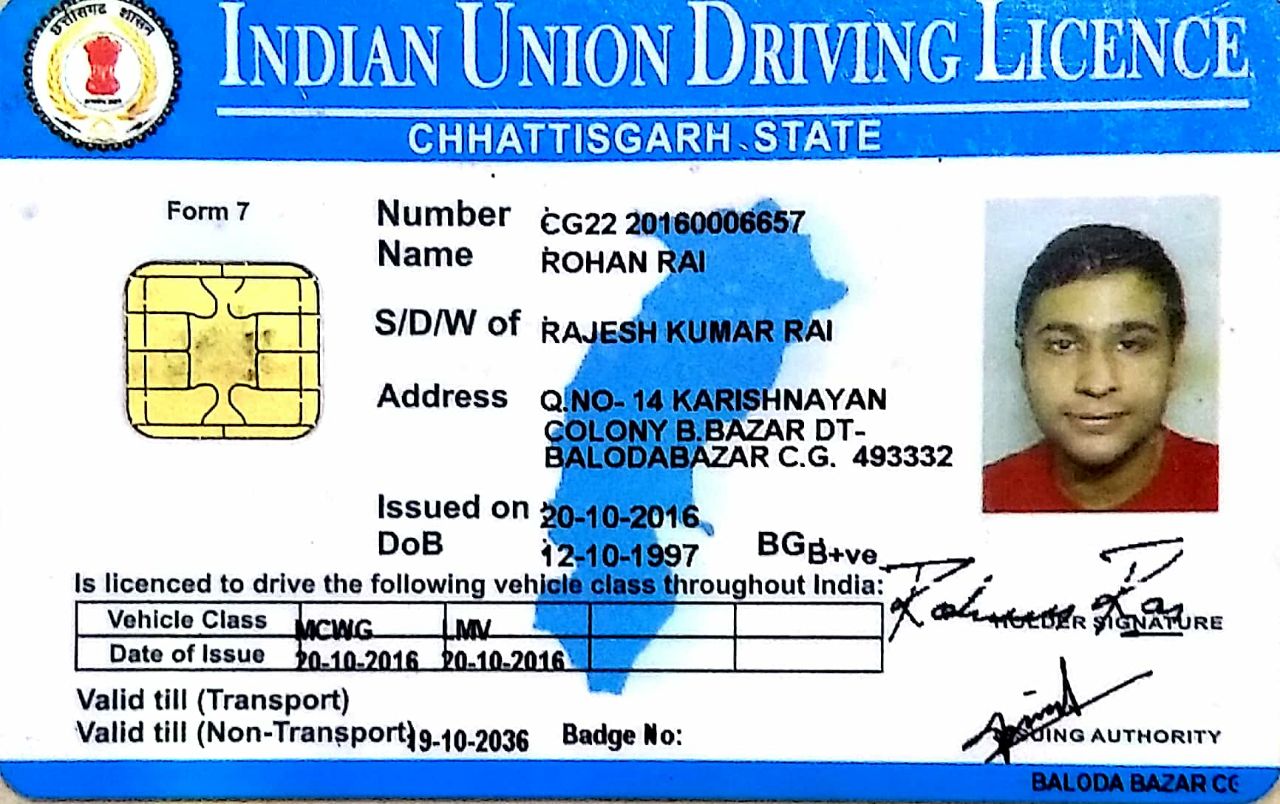 छत्तीसगढ़ शासन
INDIAN UNION DRIVING LICENCE
CHHATTISGARH STATE
Form 7
Number CG22 20160006657
Name ROHAN RAI
S/D/W of RAJESH KUMAR RAI
Address Q.NO- 14 KARISHNAYAN
COLONY B.BAZAR DT-
BALODABAZAR C.G. 493332
Issued on 20-10-2016
DoB 12-10-1997 BG B+ve
Is licenced to drive the following vehicle class throughout India:
Vehicle Class MCWG LMV
Date of Issue 20-10-2016 20-10-2016
Rohan Rai
HOLDER SIGNATURE
Valid till (Transport)
Valid till (Non-Transport) 19-10-2036 Badge No:
ISSUING AUTHORITY
BALODA BAZAR CG